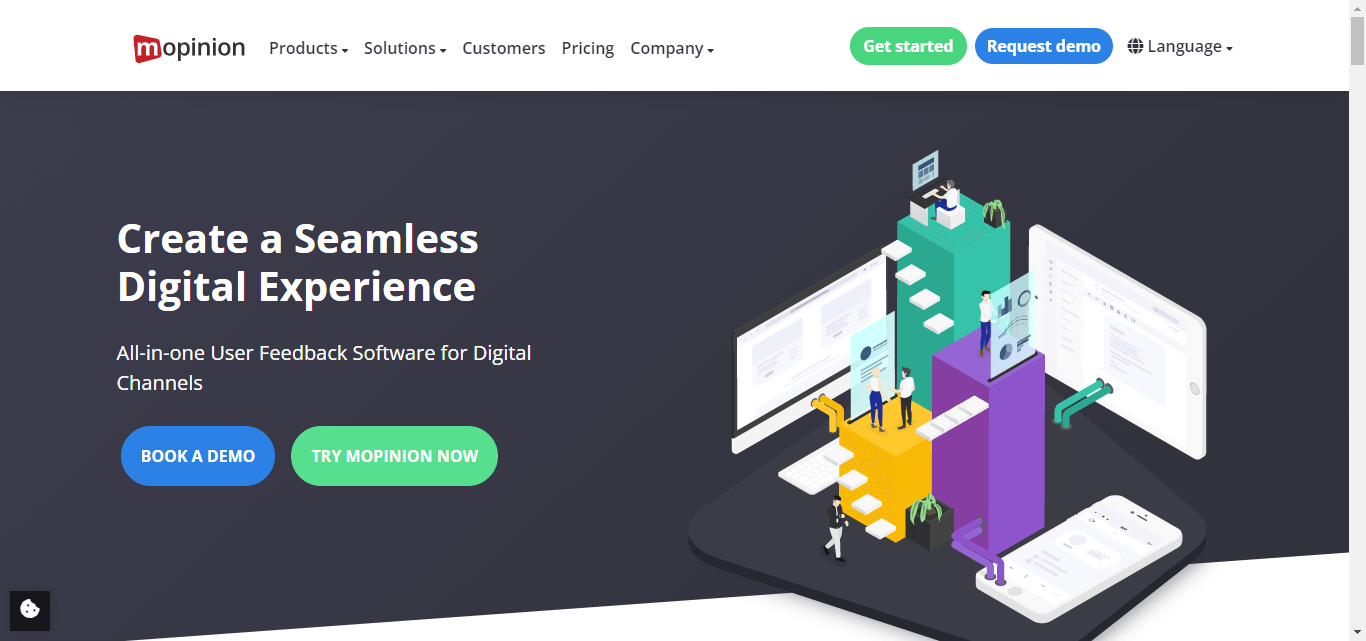 mopinion Products Solutions Customers Pricing Company Get started Request demo Language
Create a Seamless
Digital Experience
All-in-one User Feedback Software for Digital
Channels
BOOK A DEMO TRY MOPINION NOW